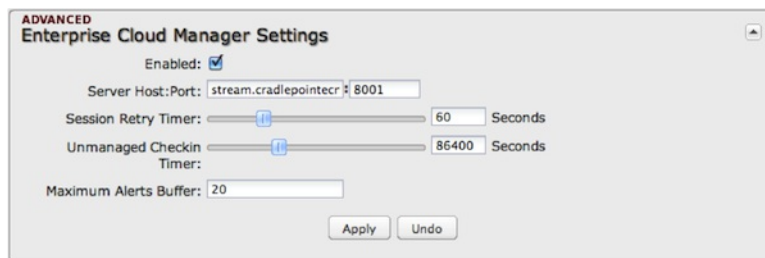 ADVANCED
Enterprise Cloud Manager Settings
Enabled:
Server Host:Port: stream.cradlepointecr : 8001
Session Retry Timer: 60 Seconds
Unmanaged Checkin Timer: 86400 Seconds
Maximum Alerts Buffer: 20
Apply Undo